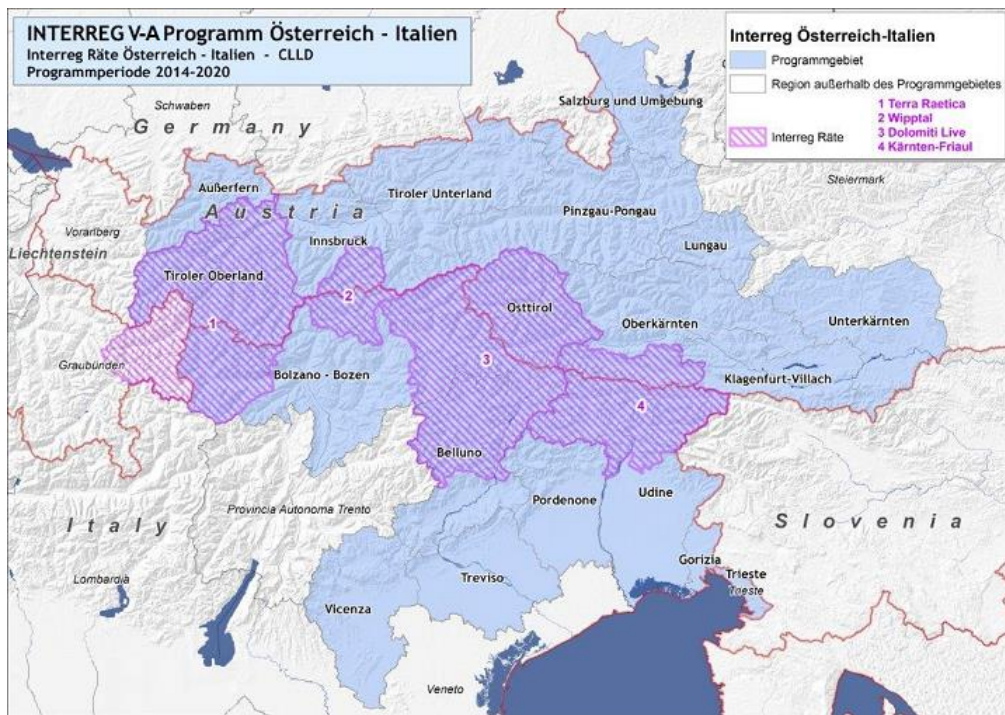 INTERREG V-A Programm Österreich - Italien
Interreg Räte Österreich - Italien - CLLD
Programmperiode 2014-2020
Interreg Österreich-Italien
Programmgebiet
Region außerhalb des Programmgebietes
1 Terra Raetica
2 Wipptal
Interreg Räte
3 Dolomiti Live
4 Kärnten-Friaul
Schwaben
Germany
Salzburg und Umgebung
Steiermark
Außerfern
Tiroler Unterland
Austria
Pinzgau-Pongau
Vorarlberg
Liechtenstein
Innsbruck
Lungau
Tiroler Oberland
2
Osttirol
1
Oberkärnten
Unterkärnten
3
Graubünden
Bolzano - Bozen
Klagenfurt-Villach
4
Belluno
Pordenone
Udine
Italy
Provincia Autonoma Trento
Slovenia
Gorizia
Lombardia
Treviso
Trieste
Trieste
Vicenza
Veneto